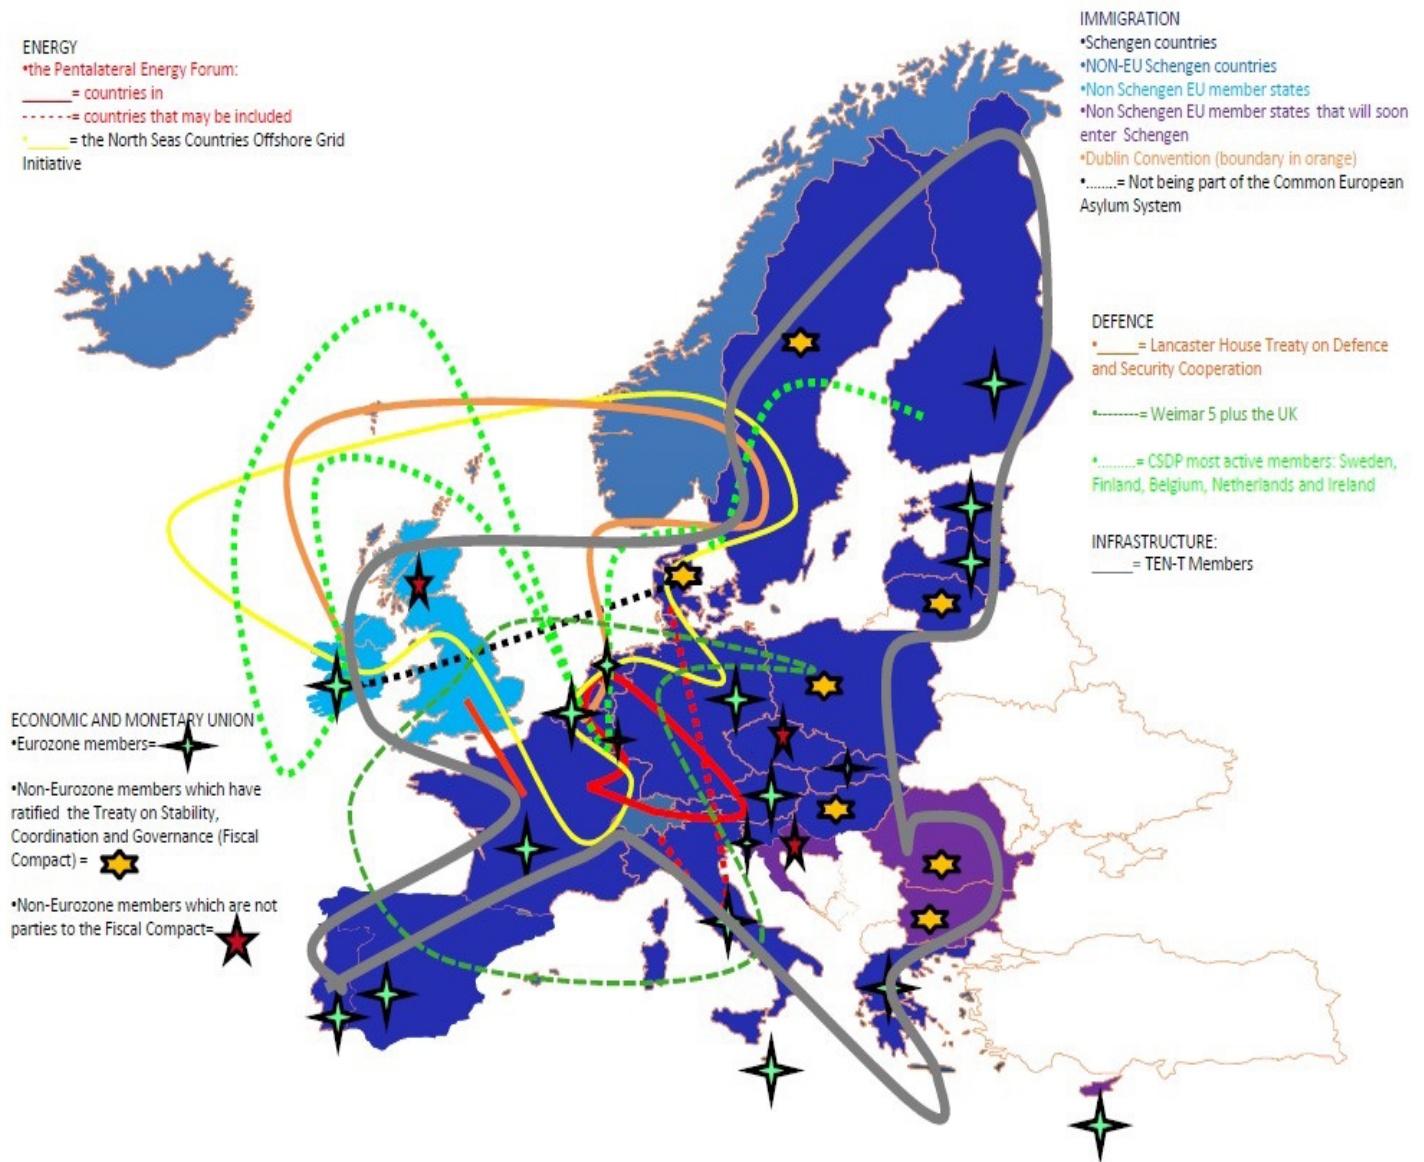 ENERGY
•the Pentalateral Energy Forum:
______= countries in
-------= countries that may be included
•_____= the North Seas Countries Offshore Grid
Initiative
IMMIGRATION
•Schengen countries
•NON-EU Schengen countries
•Non Schengen EU member states
•Non Schengen EU member states that will soon
enter Schengen
•Dublin Convention (boundary in orange)
•........= Not being part of the Common European
Asylum System
DEFENCE
•_____= Lancaster House Treaty on Defence
and Security Cooperation
•--------= Weimar 5 plus the UK
•.........= CSDP most active members: Sweden,
Finland, Belgium, Netherlands and Ireland
INFRASTRUCTURE:
_____= TEN-T Members
ECONOMIC AND MONETARY UNION
•Eurozone members=
•Non-Eurozone members which have
ratified the Treaty on Stability,
Coordination and Governance (Fiscal
Compact) =
•Non-Eurozone members which are not
parties to the Fiscal Compact=